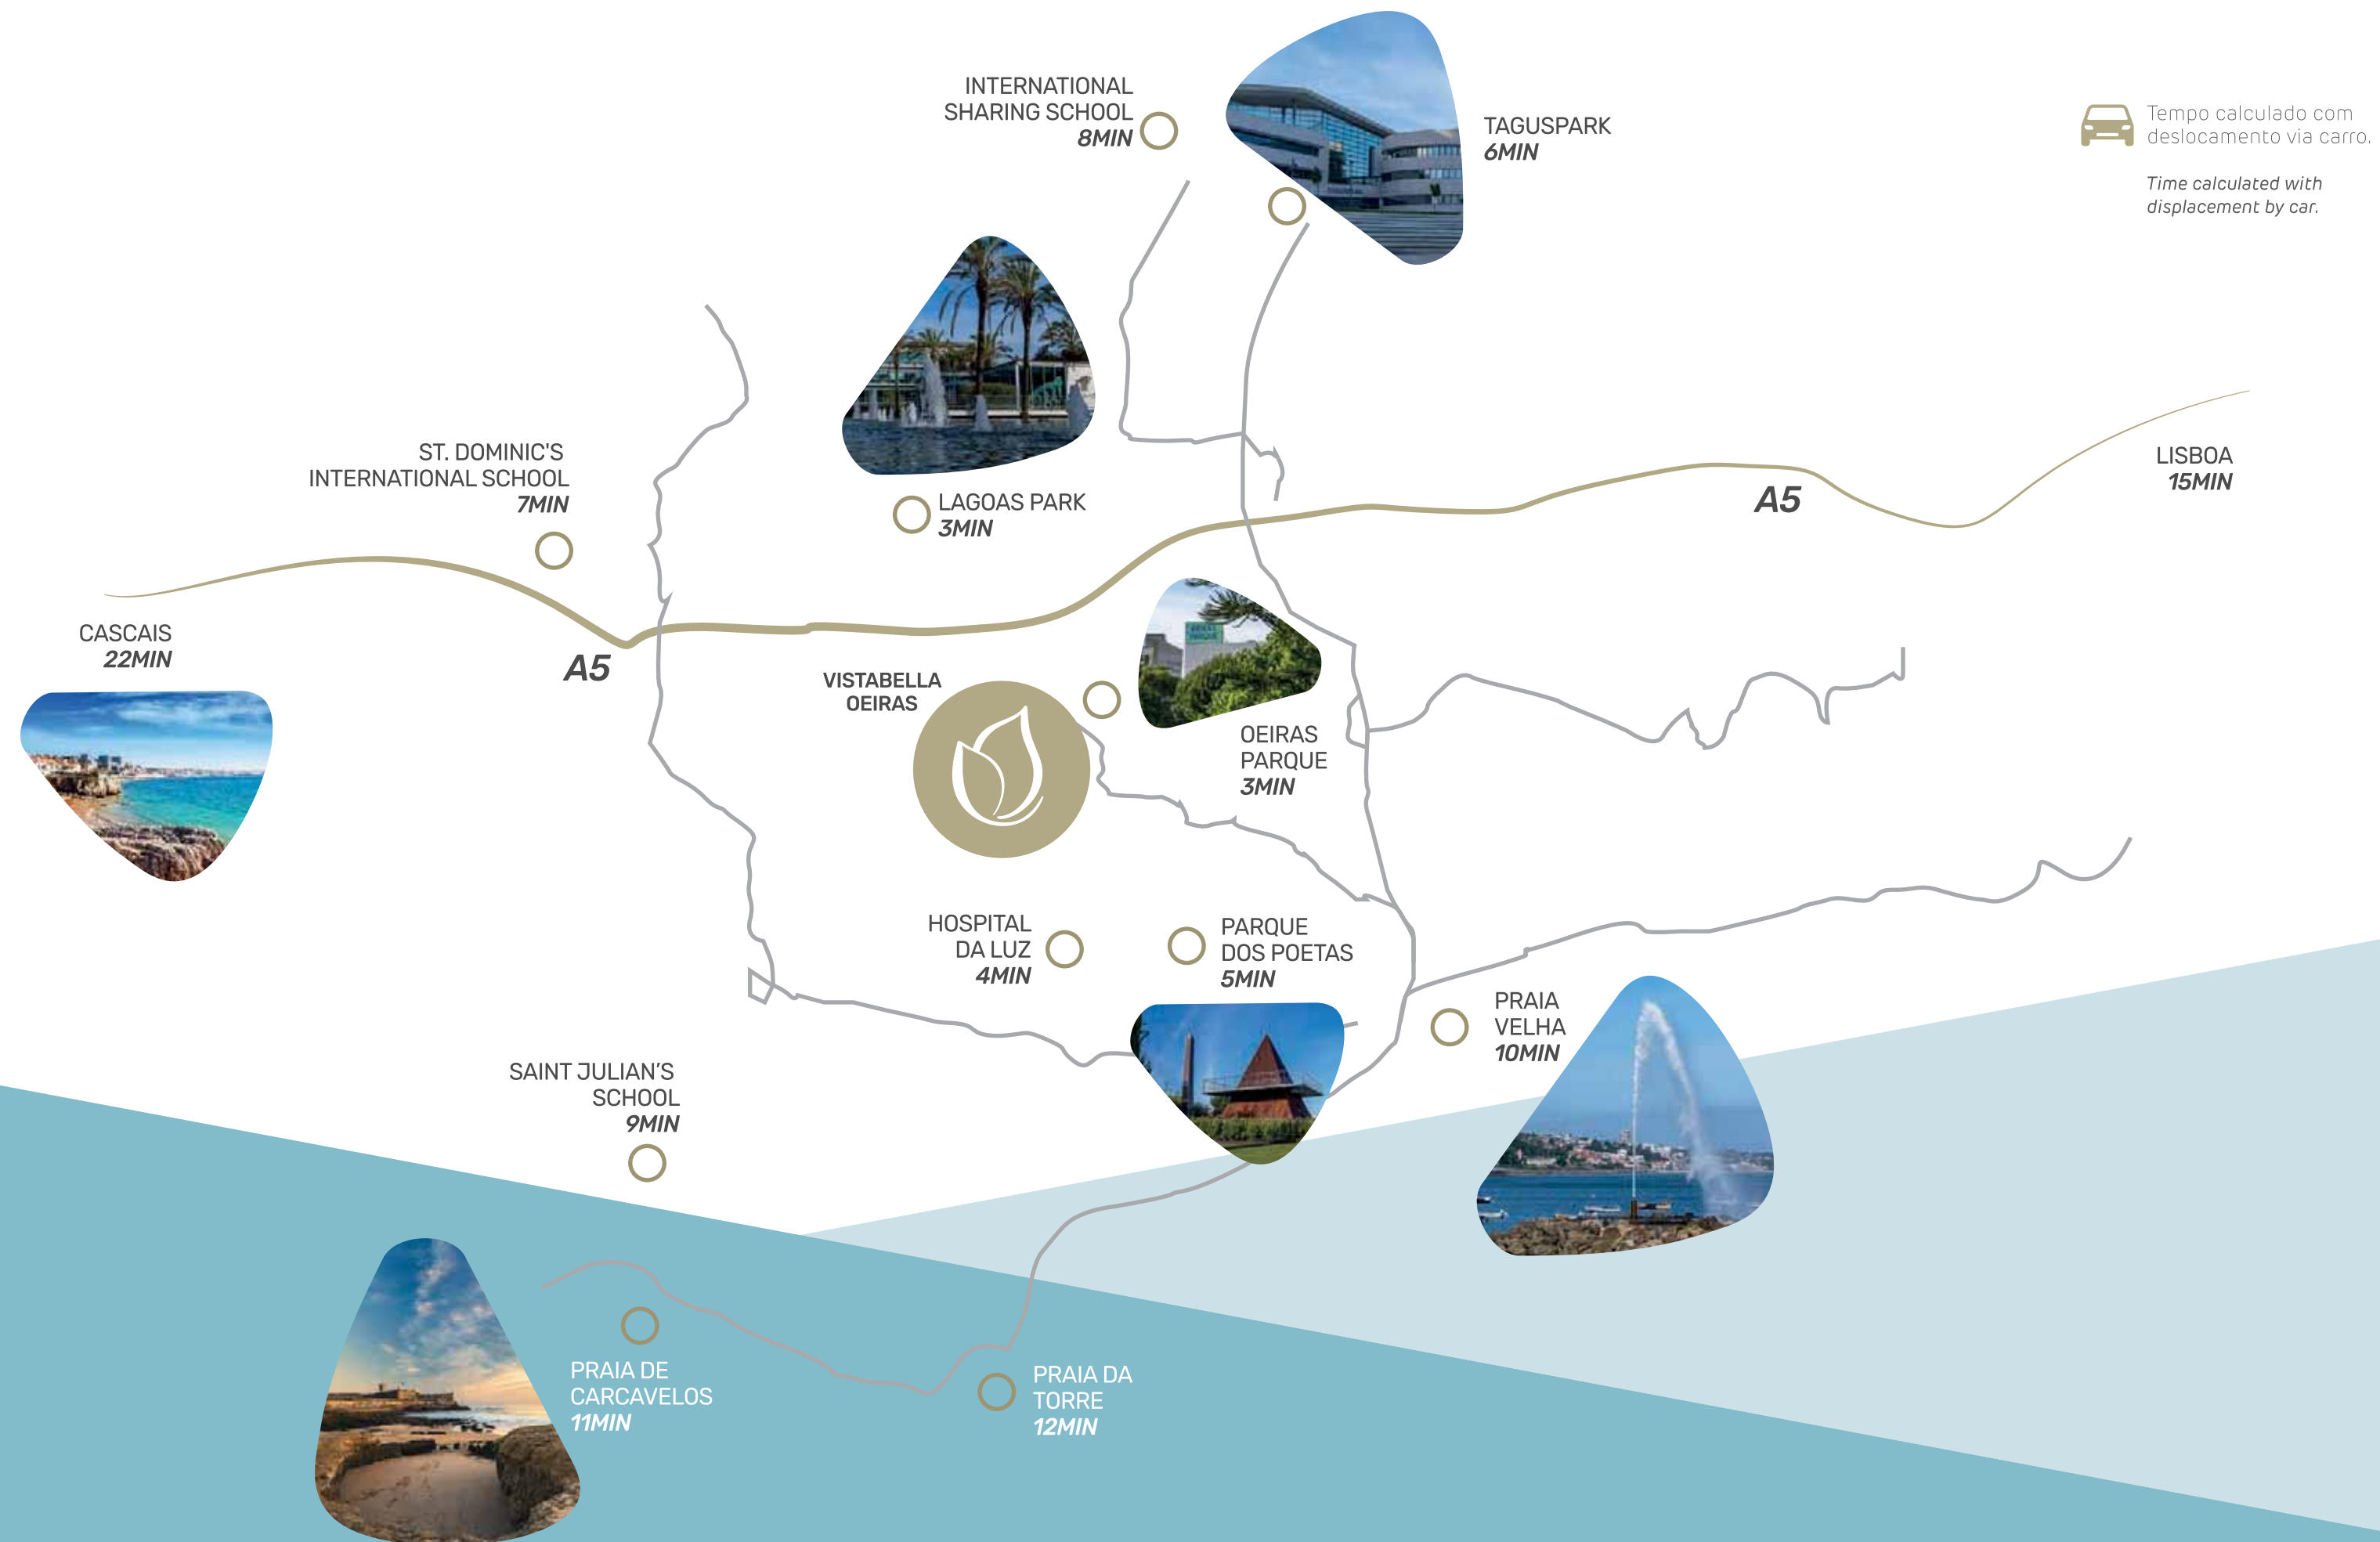 INTERNATIONAL
SHARING SCHOOL
8MIN
TAGUSPARK
6MIN
Tempo calculado com
deslocamento via carro.
Time calculated with
displacement by car.
ST. DOMINIC'S
INTERNATIONAL SCHOOL
7MIN
LAGOAS PARK
3MIN
A5
LISBOA
15MIN
CASCAIS
22MIN
A5
VISTABELLA
OEIRAS
OEIRAS
PARQUE
3MIN
HOSPITAL
DA LUZ
4MIN
PARQUE
DOS POETAS
5MIN
PRAIA
VELHA
10MIN
SAINT JULIAN’S
SCHOOL
9MIN
PRAIA DE
CARCAVELOS
11MIN
PRAIA DA
TORRE
12MIN